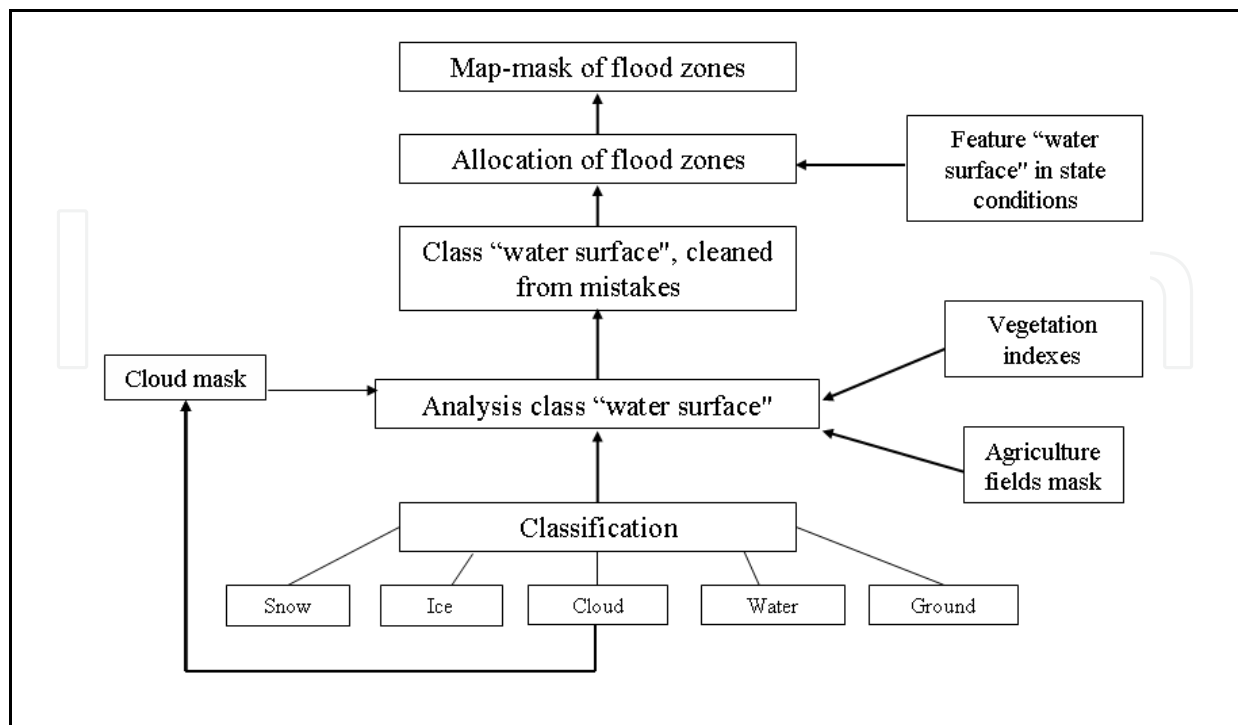 Map-mask of flood zones
Allocation of flood zones
Feature “water
surface" in state
conditions
Class “water surface", cleaned
from mistakes
Vegetation
indexes
Cloud mask
Analysis class “water surface"
Agriculture
fields mask
Classification
Snow
Ice
Cloud
Water
Ground